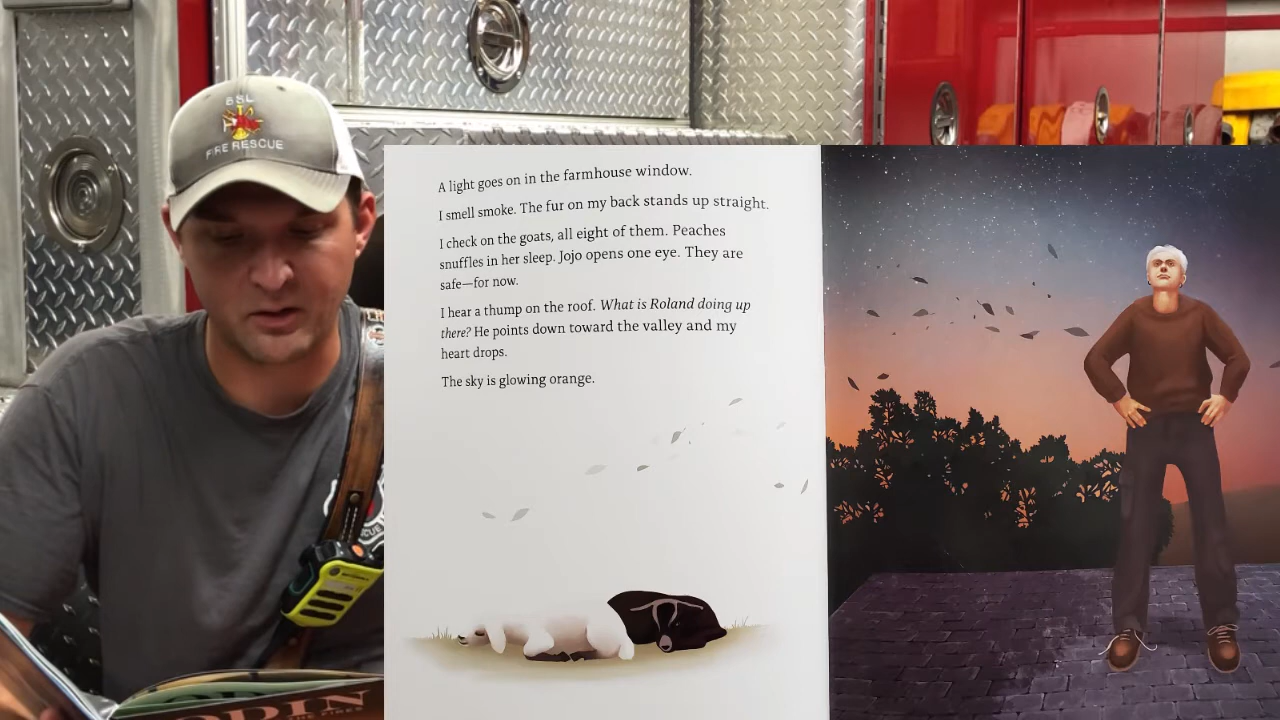 BSL
FIRE RESCUE
A light goes on in the farmhouse window.
I smell smoke. The fur on my back stands up straight.
I check on the goats, all eight of them. Peaches
snuffles in her sleep. Jojo opens one eye. They are
safe—for now.
I hear a thump on the roof. What is Roland doing up
there? He points down toward the valley and my
heart drops.
The sky is glowing orange.
ODIN